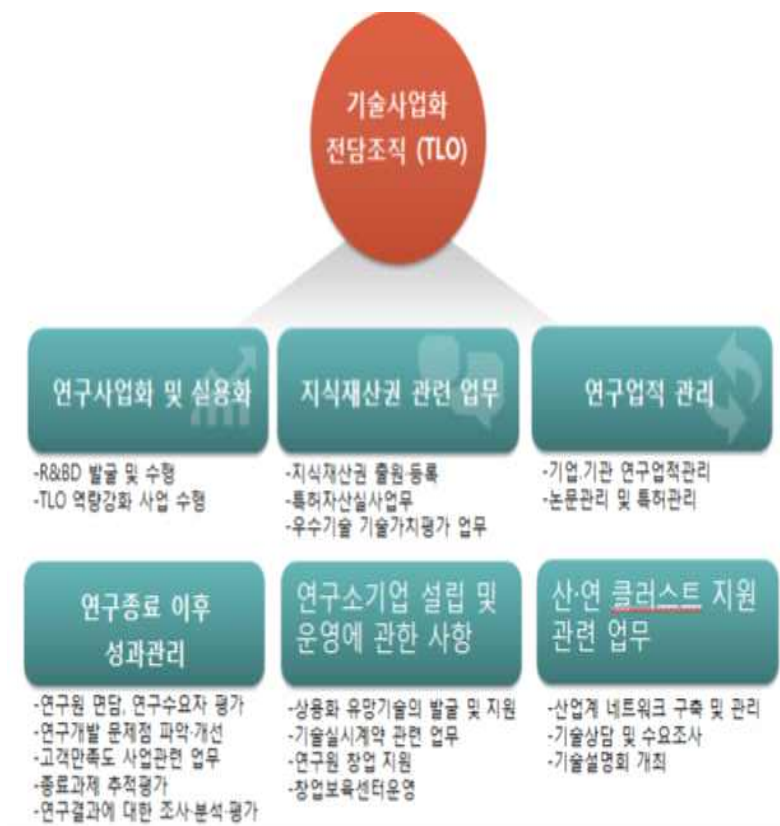 기술사업화
전담조직 (TLO)
연구사업화 및 실용화
-R&BD 발굴 및 수행
-TLO 역량강화 사업 수행
지식재산권 관련 업무
-지식재산권 출원·등록
-특허자산실사업무
-우수기술 기술가치평가 업무
연구업적 관리
-기업.기관 연구업적관리
-논문관리 및 특허관리
연구종료 이후
성과관리
-연구원 면담, 연구수요자 평가
-연구개발 문제점 파악·개선
-고객만족도 사업관련 업무
-종료과제 추적평가
-연구결과에 대한 조사·분석·평가
연구소기업 설립 및
운영에 관한 사항
-상용화 유망기술의 발굴 및 지원
-기술실시계약 관련 업무
-연구원 창업 지원
-창업보육센터운영
산·연 클러스트 지원
관련 업무
-산업계 네트워크 구축 및 관리
-기술상담 및 수요조사
-기술설명회 개최